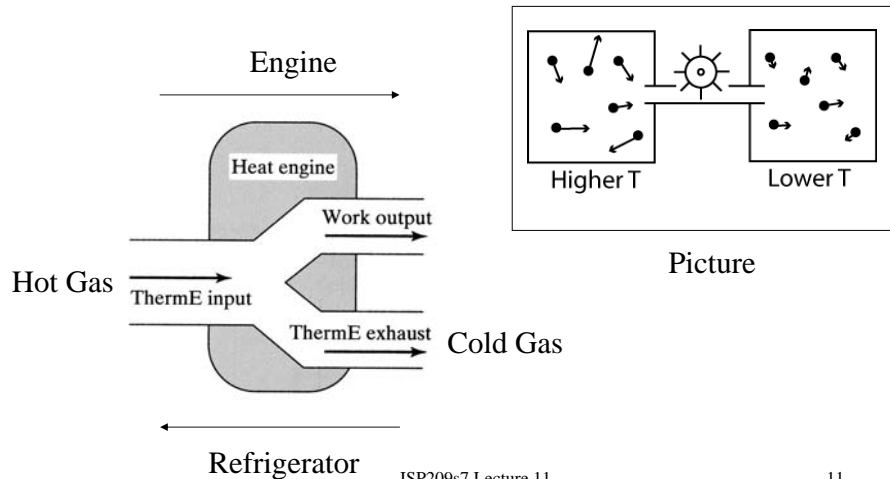 Engine
Heat engine
Work output
Hot Gas
ThermE input
ThermE exhaust
Cold Gas
Refrigerator
Higher T
Lower T
Picture
ISP209s7 Lecture 11
11